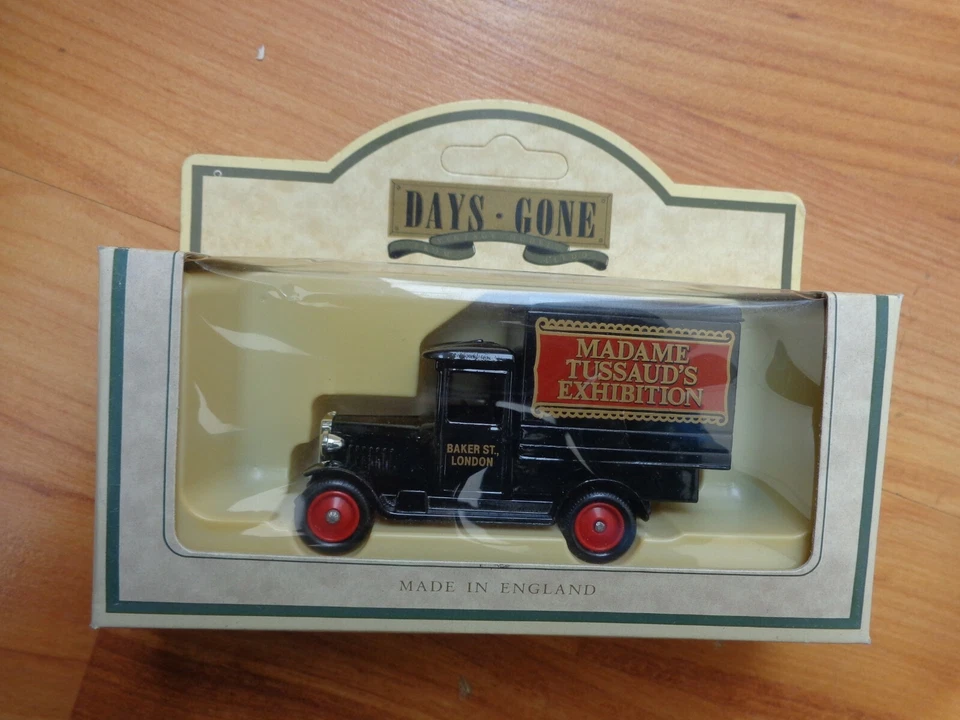 DAYS · GONE
MADAME
TUSSAUD'S
EXHIBITION
BAKER ST.,
LONDON
MADE IN ENGLAND